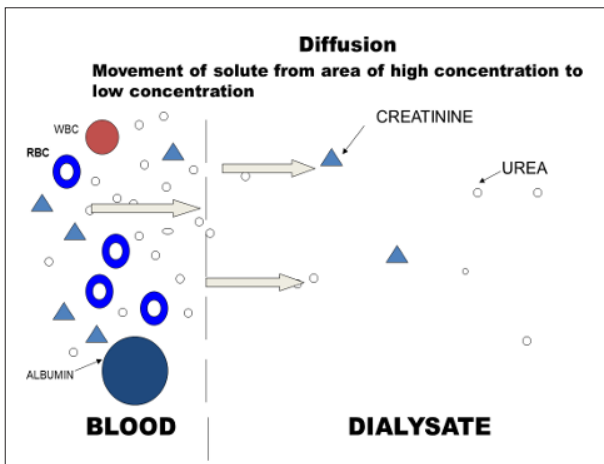 Diffusion
Movement of solute from area of high concentration to
low concentration
CREATININE
WBC
RBC
UREA
ALBUMIN
BLOOD
DIALYSATE